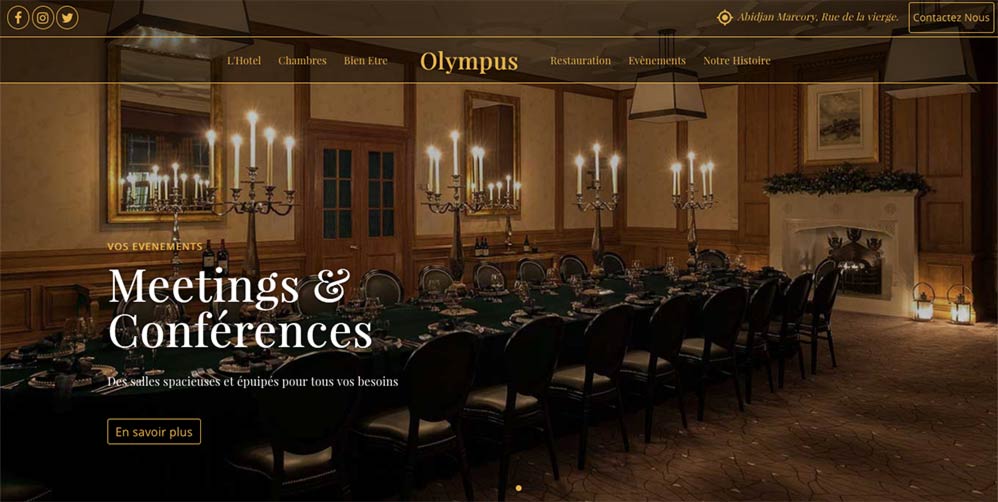 Abidjan Marcory, Rue de la vierge.
Contactez Nous
L'Hotel Chambres Bien Etre Olympus Restauration Evènements Notre Histoire
VOS EVENEMENTS
Meetings &
Conférences
Des salles spacieuses et épuipés pour tous vos besoins
En savoir plus